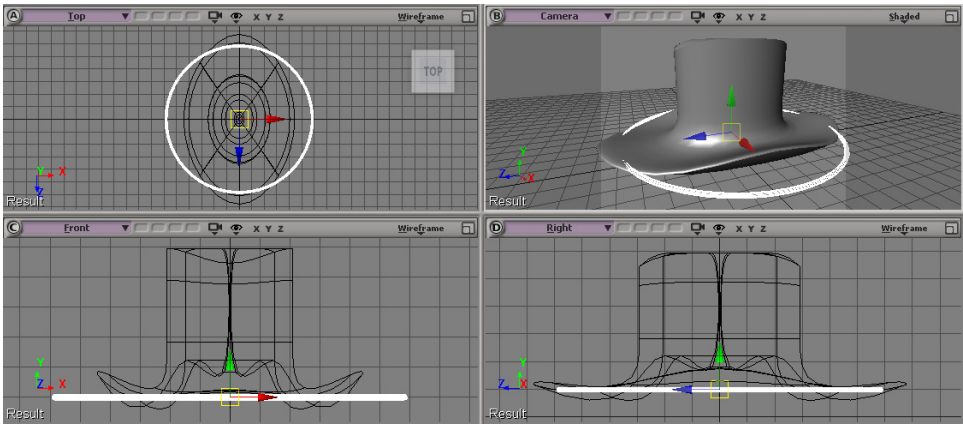 A Top X Y Z Wireframe
TOP
Y X
Z
Result
B Camera X Y Z Shaded
Y
Z X
Result
C Front X Y Z Wireframe
Y
Z X
Result
D Right X Y Z Wireframe
Y
Z X
Result